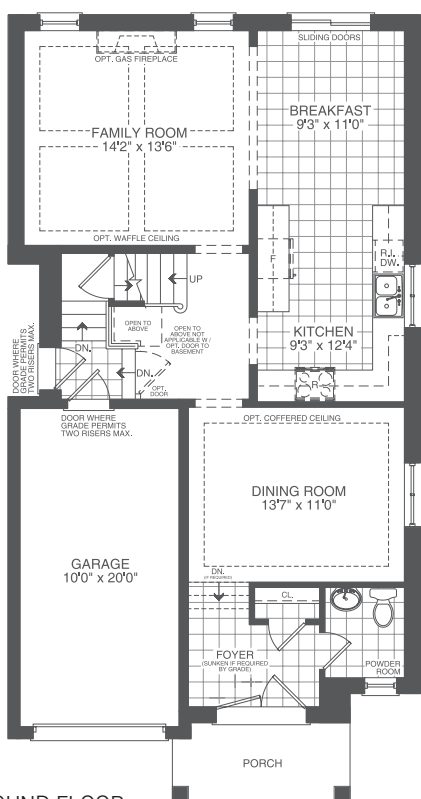 SLIDING DOORS
OPT. GAS FIREPLACE
BREAKFAST
9'3" x 11'0"
FAMILY ROOM
14'2" x 13'6"
OPT. WAFFLE CEILING
F
R.I.
DW.
UP
OPEN TO
ABOVE
OPEN TO
ABOVE NOT
APPLICABLE W /
OPT. DOOR TO
BASEMENT
KITCHEN
9'3" x 12'4"
DN.
DN.
OPT.
DOOR
R
DOOR WHERE
GRADE PERMITS
TWO RISERS MAX.
DOOR WHERE
GRADE PERMITS
TWO RISERS MAX.
OPT. COFFERED CEILING
DINING ROOM
13'7" x 11'0"
GARAGE
10'0" x 20'0"
DN.
(IF REQUIRED)
CL.
FOYER
(SUNKEN IF REQUIRED
BY GRADE)
POWDER
ROOM
PORCH